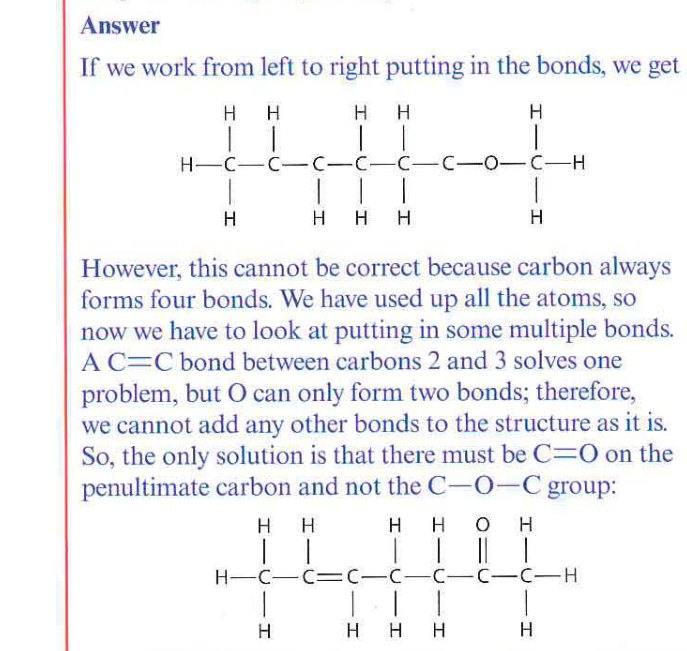 Answer
If we work from left to right putting in the bonds, we get
H H H H H
H—C—C—C—C—C—C—O—C—H
H H H H H
However, this cannot be correct because carbon always
forms four bonds. We have used up all the atoms, so
now we have to look at putting in some multiple bonds.
A C=C bond between carbons 2 and 3 solves one
problem, but O can only form two bonds; therefore,
we cannot add any other bonds to the structure as it is.
So, the only solution is that there must be C=O on the
penultimate carbon and not the C—O—C group:
H H H H O H
H—C—C=C—C—C—C—C—H
H H H H H